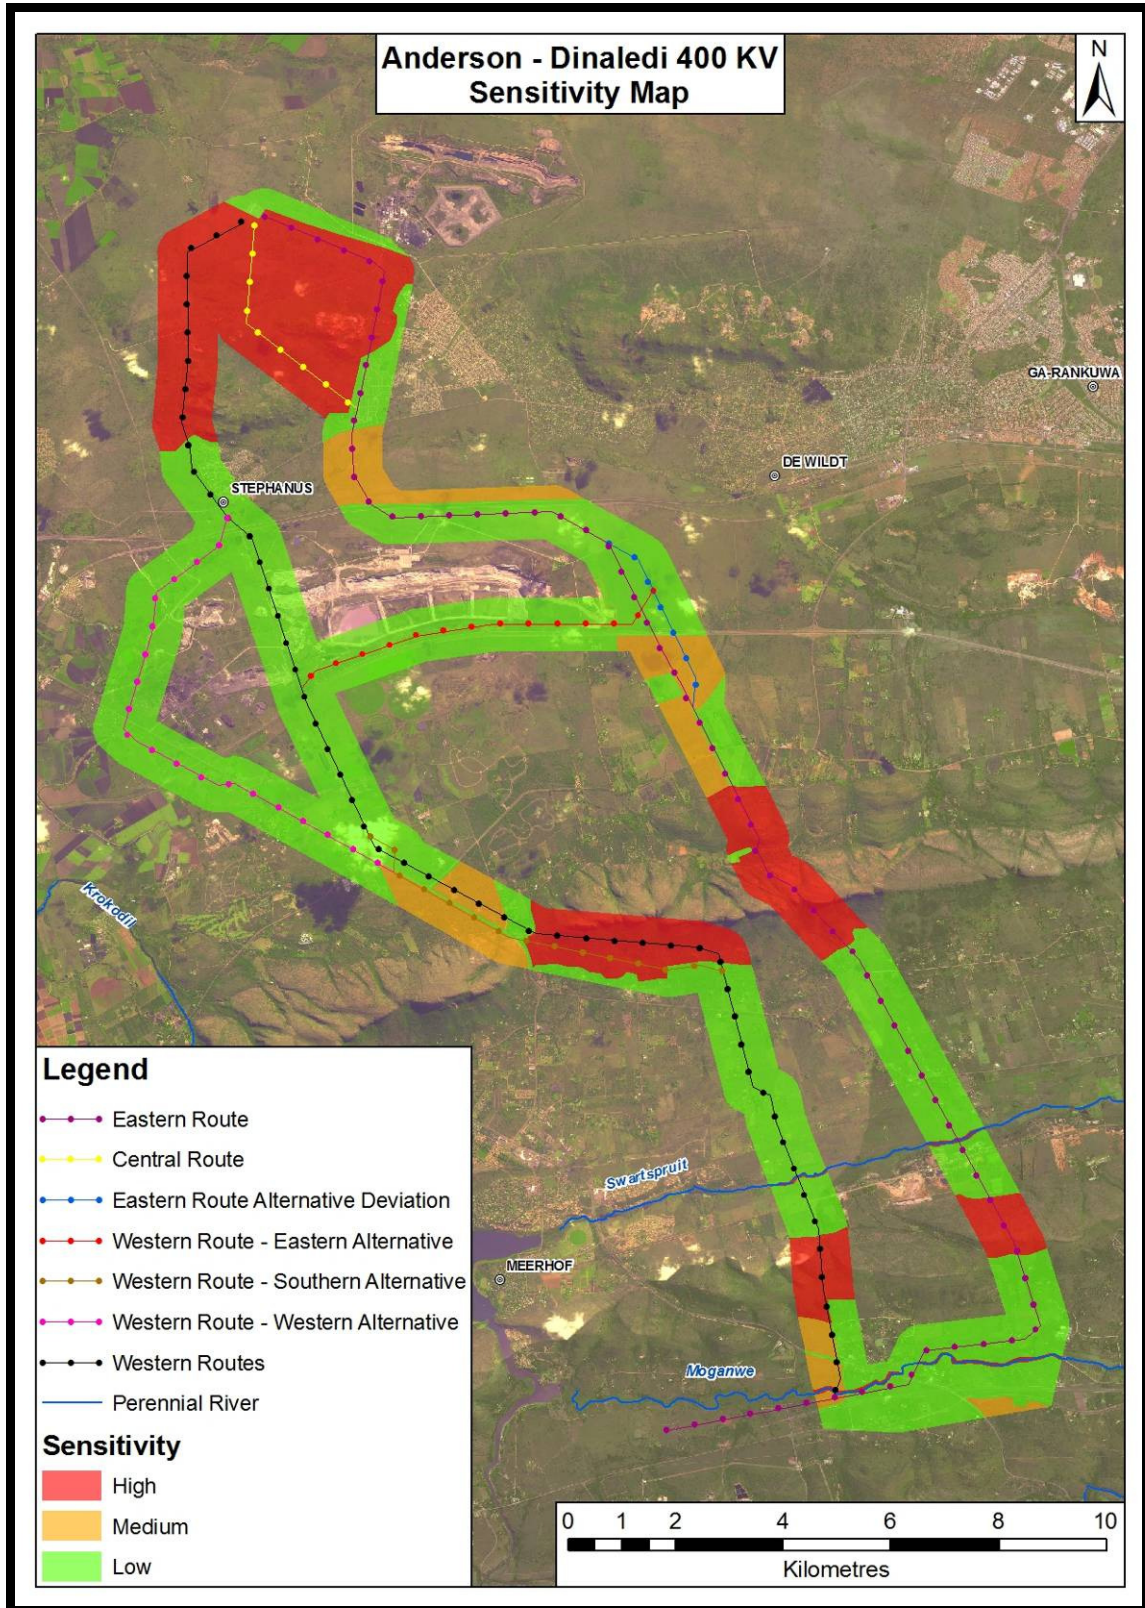 Anderson - Dinaledi 400 KV
Sensitivity Map
N
GA-RANKUWA
DE WILDT
STEPHANUS
Krokodil
Swartspruit
MEERHOF
Moganwe
Legend
Eastern Route
Central Route
Eastern Route Alternative Deviation
Western Route - Eastern Alternative
Western Route - Southern Alternative
Western Route - Western Alternative
Western Routes
Perennial River
Sensitivity
High
Medium
Low
0 1 2 4 6 8 10
Kilometres